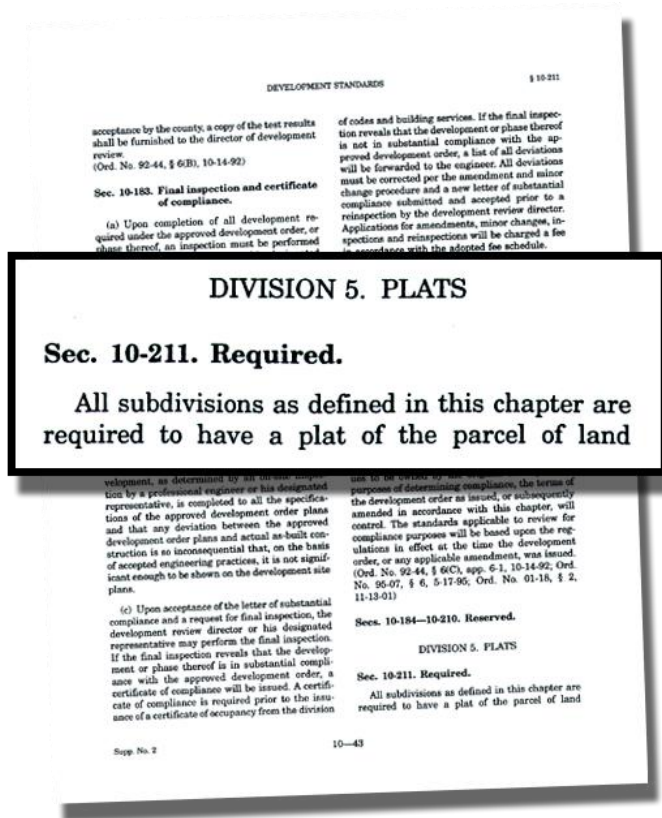 DEVELOPMENT STANDARDS
§ 10-211
acceptance by the county, a copy of the test results
shall be furnished to the director of development
review.
(Ord. No. 92-44, § 6(B), 10-14-92)
Sec. 10-183. Final inspection and certificate
of compliance.
(a) Upon completion of all development re-
quired under the approved development order, or
phase thereof, an inspection must be performed
of codes and building services. If the final inspec-
tion reveals that the development or phase thereof
is not in substantial compliance with the ap-
proved development order, a list of all deviations
will be forwarded to the engineer. All deviations
must be corrected per the amendment and minor
change procedure and a new letter of substantial
compliance submitted and accepted prior to a
reinspection by the development review director.
Applications for amendments, minor changes, in-
spections and reinspections will be charged a fee
in accordance with the adopted fee schedule.
DIVISION 5. PLATS
Sec. 10-211. Required.
All subdivisions as defined in this chapter are
required to have a plat of the parcel of land
velopment, as determined by an
tion by a professional engineer or his designated
representative, is completed to all the specifica-
tions of the approved development order plans
and that any deviation between the approved
development order plans and actual as-built con-
struction is so inconsequential that, on the basis
of accepted engineering practices, it is not signif-
icant enough to be shown on the development site
plans.
(c) Upon acceptance of the letter of substantial
compliance and a request for final inspection, the
development review director or his designated
representative may perform the final inspection.
If the final inspection reveals that the develop-
ment or phase thereof is in substantial compli-
ance with the approved development order, a
certificate of compliance will be issued. A certifi-
cate of compliance is required prior to the issu-
ance of a certificate of occupancy from the division
purposes of determining compliance, the terms of
the development order as issued, or subsequently
amended in accordance with this chapter, will
control. The standards applicable to review for
compliance purposes will be based upon the reg-
ulations in effect at the time the development
order, or any applicable amendment, was issued.
(Ord. No. 92-44, § 6(C), app. 6-1, 10-14-92; Ord.
No. 95-07, § 6, 5-17-95; Ord. No. 01-18, § 2,
11-13-01)
Secs. 10-184—10-210. Reserved.
DIVISION 5. PLATS
Sec. 10-211. Required.
All subdivisions as defined in this chapter are
required to have a plat of the parcel of land
Supp. No. 2
10—43